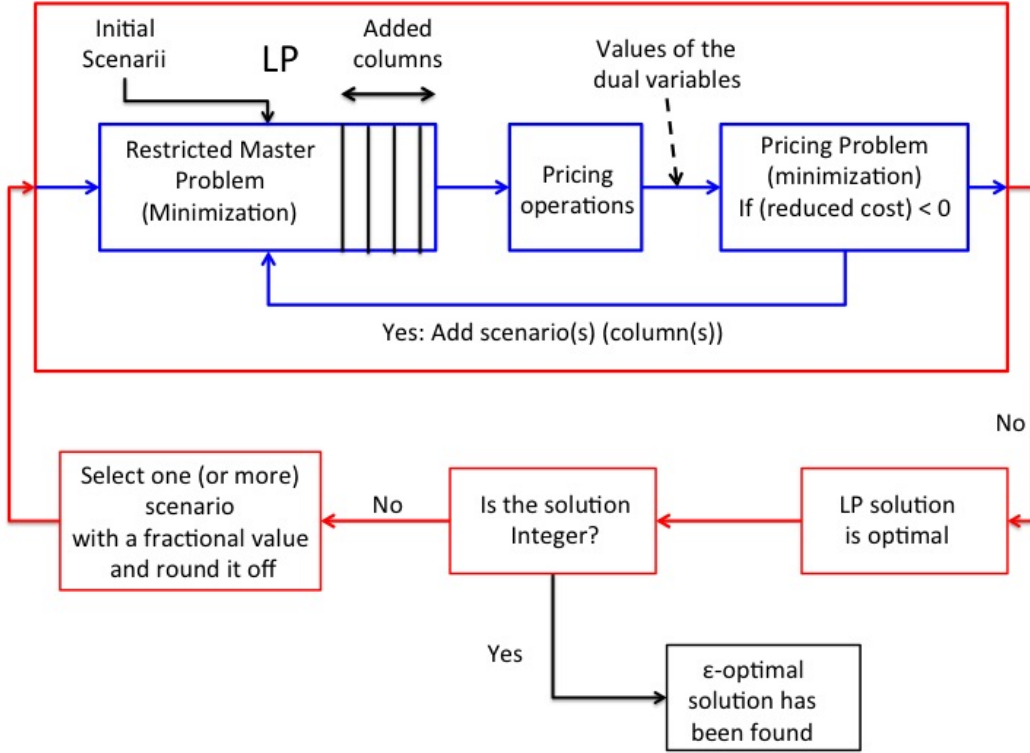 Initial
Scenarii
LP
Added
columns
Values of the
dual variables
Restricted Master
Problem
(Minimization)
Pricing
operations
Pricing Problem
(minimization)
If (reduced cost) < 0
Yes: Add scenario(s) (column(s))
No
Select one (or more)
scenario
with a fractional value
and round it off
No
Is the solution
Integer?
LP solution
is optimal
Yes
ε-optimal
solution has
been found